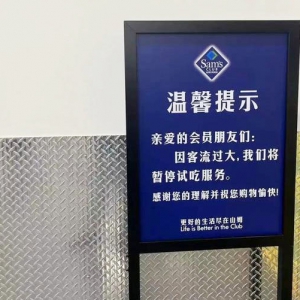 Sam's
CLUB
温馨提示
亲爱的会员朋友们：
因客流过大，我们将
暂停试吃服务。
感谢您的理解并祝您购物愉快!
更好的生活尽在山姆
Life is Better in the Club